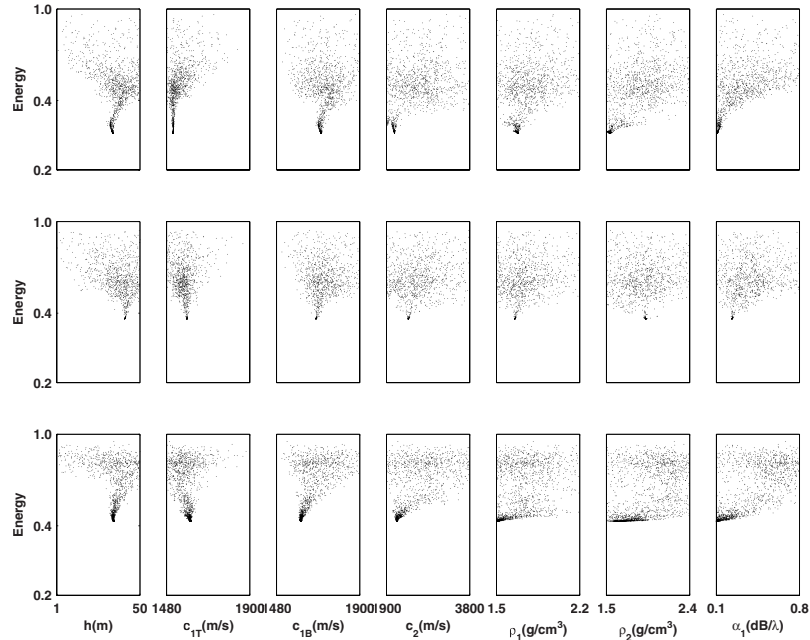 1.0
Energy
0.4
0.2
1.0
Energy
0.4
0.2
1.0
Energy
0.4
0.2
1 50 1480 1900 1480 1900 1900 3800 1.5 2.2 1.5 2.4 0.1 0.8
h(m) c₁T(m/s) c₁B(m/s) c₂(m/s) ρ₁(g/cm³) ρ₂(g/cm³) α₁(dB/λ)